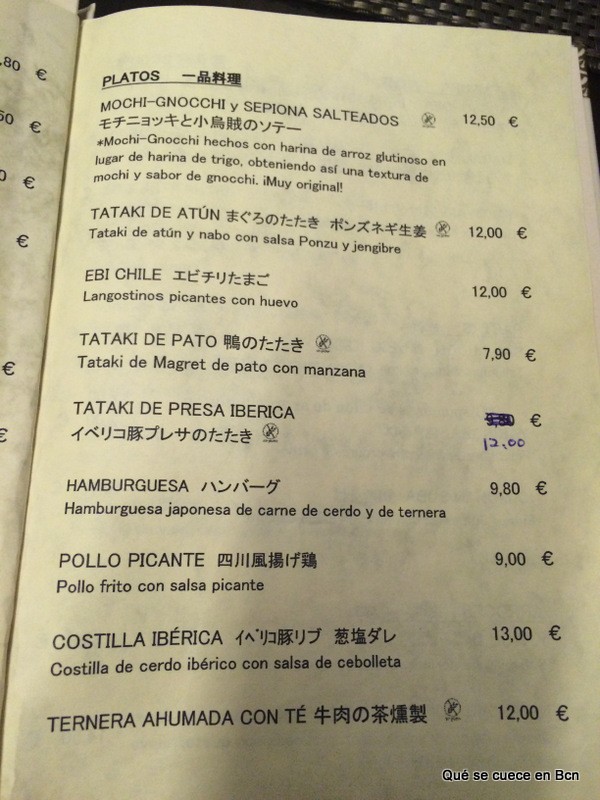 ,80 €
50 €
0 €
€
€
€
PLATOS 一品料理
MOCHI-GNOCCHI y SEPIONA SALTEADOS 12,50 €
モチニョッキと小烏賊のソテー
*Mochi-Gnocchi hechos con harina de arroz glutinoso en
lugar de harina de trigo, obteniendo así una textura de
mochi y sabor de gnocchi. ¡Muy original!
TATAKI DE ATÚN まぐろのたたき ポンズネギ生姜 12,00 €
Tataki de atún y nabo con salsa Ponzu y jengibre
EBI CHILE エビチリたまご 12,00 €
Langostinos picantes con huevo
TATAKI DE PATO 鴨のたたき 7,90 €
Tataki de Magret de pato con manzana
TATAKI DE PRESA IBERICA €
イベリコ豚プレサのたたき 12.00
HAMBURGUESA ハンバーグ 9,80 €
Hamburguesa japonesa de carne de cerdo y de ternera
POLLO PICANTE 四川風揚げ鶏 9,00 €
Pollo frito con salsa picante
COSTILLA IBÉRICA ｲﾍﾞﾘｺ豚リブ 葱塩ダレ 13,00 €
Costilla de cerdo ibérico con salsa de cebolleta
TERNERA AHUMADA CON TÉ 牛肉の茶燻製 12,00 €
Qué se cuece en Bcn